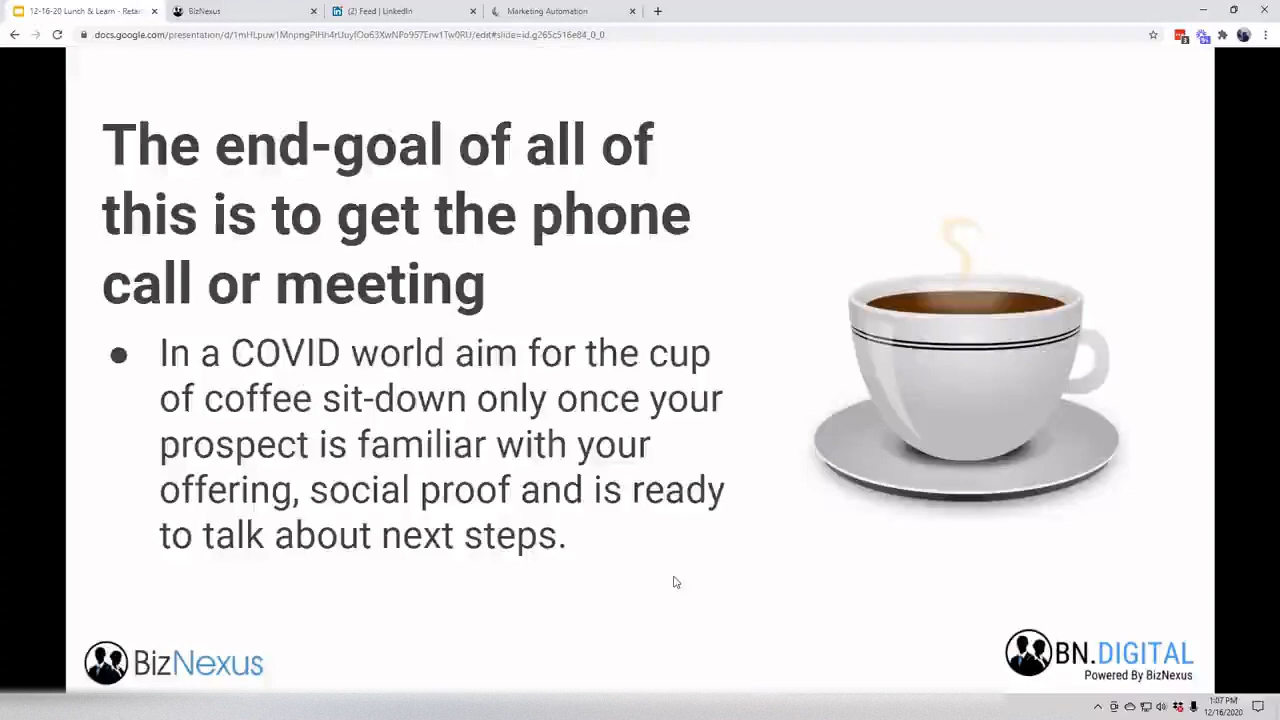 12-16-20 Lunch & Learn - Reta
BizNexus
(2) Feed | LinkedIn
Marketing Automation
The end-goal of all of
this is to get the phone
call or meeting
● In a COVID world aim for the cup
of coffee sit-down only once your
prospect is familiar with your
offering, social proof and is ready
to talk about next steps.
BizNexus
BN.DIGITAL
Powered By BizNexus
1:07 PM
12/16/2020